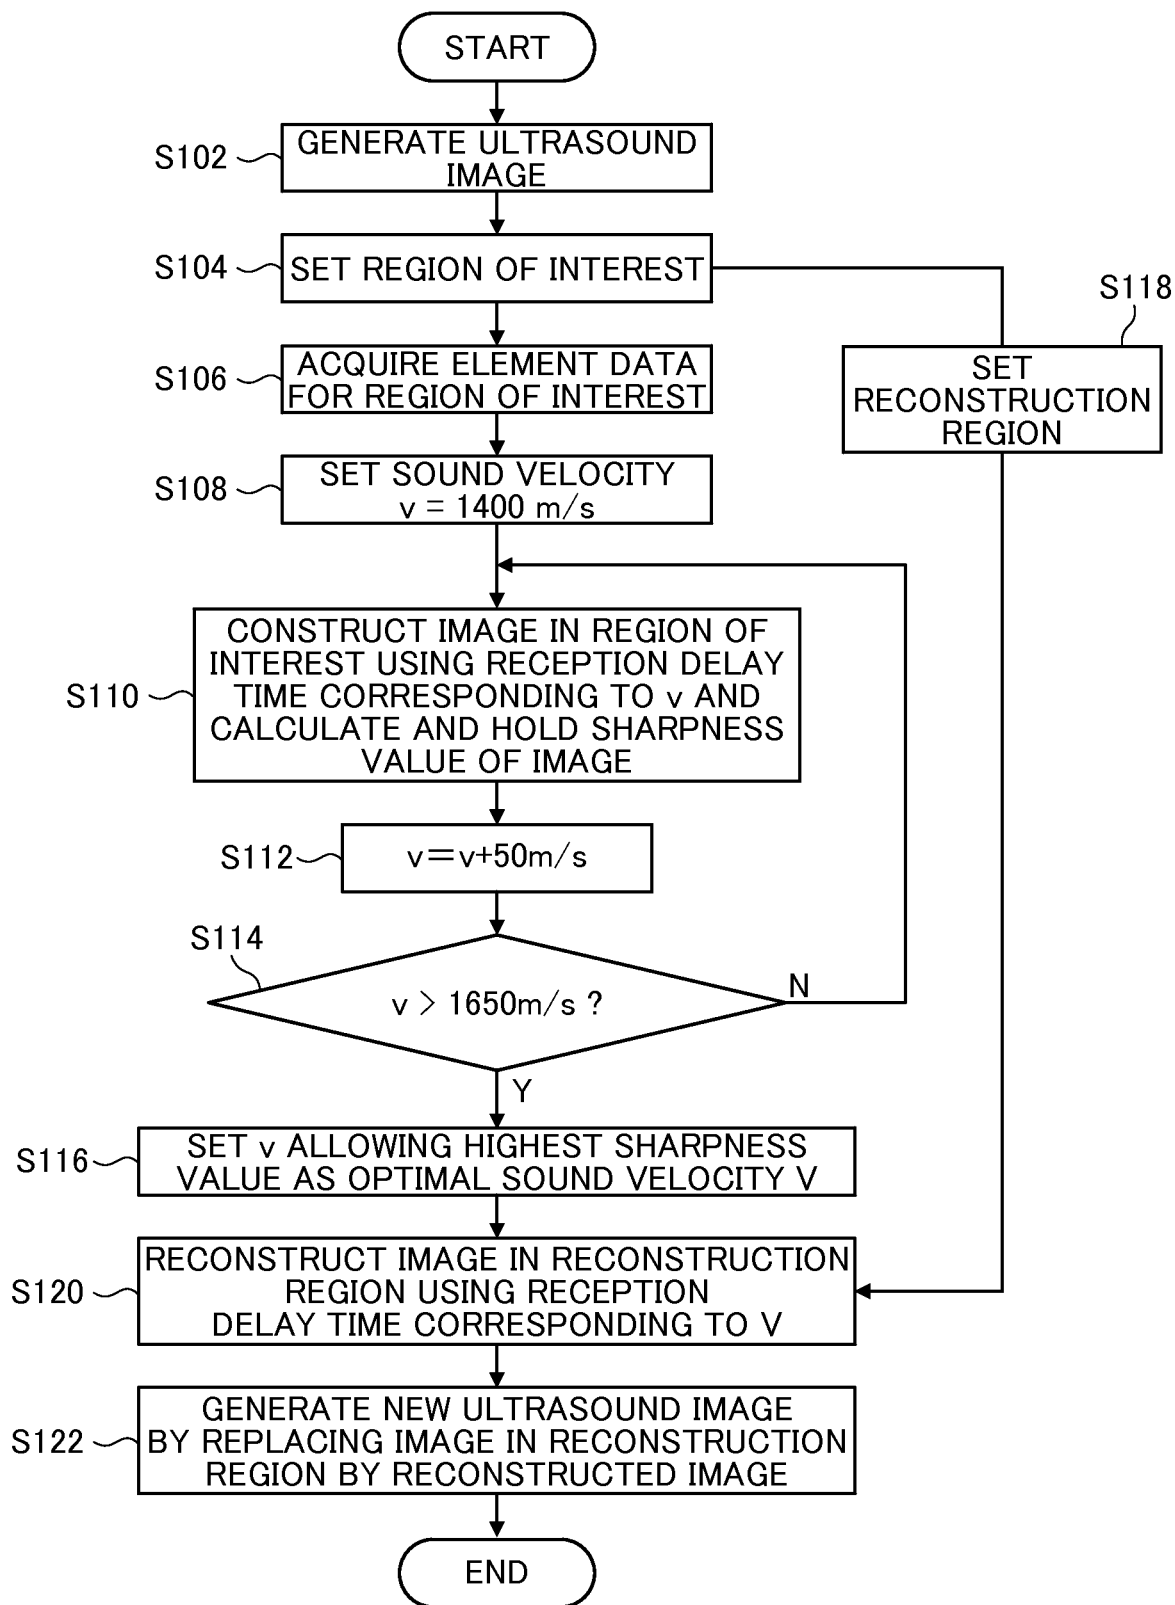 START
S102
GENERATE ULTRASOUND
IMAGE
S104
SET REGION OF INTEREST
S118
SET
RECONSTRUCTION
REGION
S106
ACQUIRE ELEMENT DATA
FOR REGION OF INTEREST
S108
SET SOUND VELOCITY
v = 1400 m/s
S110
CONSTRUCT IMAGE IN REGION OF
INTEREST USING RECEPTION DELAY
TIME CORRESPONDING TO v AND
CALCULATE AND HOLD SHARPNESS
VALUE OF IMAGE
S112
v=v+50m/s
S114
v > 1650m/s ?
N
Y
S116
SET v ALLOWING HIGHEST SHARPNESS
VALUE AS OPTIMAL SOUND VELOCITY V
S120
RECONSTRUCT IMAGE IN RECONSTRUCTION
REGION USING RECEPTION
DELAY TIME CORRESPONDING TO V
S122
GENERATE NEW ULTRASOUND IMAGE
BY REPLACING IMAGE IN RECONSTRUCTION
REGION BY RECONSTRUCTED IMAGE
END